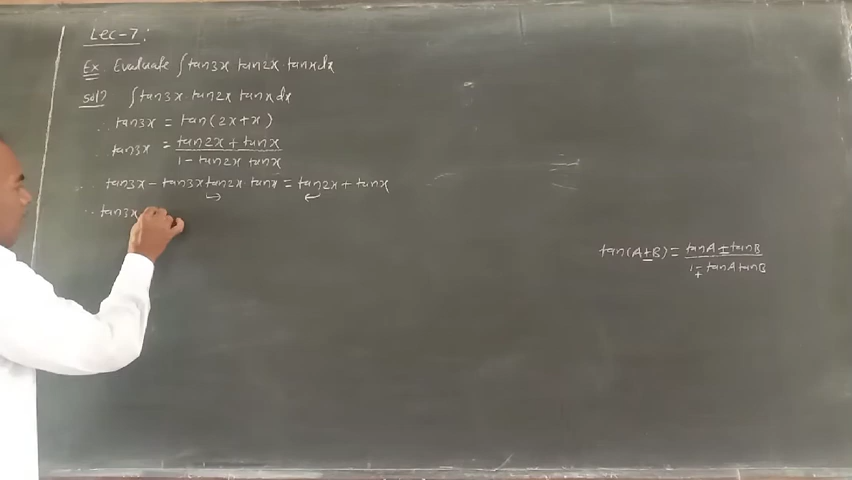 Lec-7:
Ex. Evaluate ∫tan3x tan2x·tanx dx
Solⁿ ∫tan3x·tan2x tanx dx
∴ tan3x = tan(2x+x)
∴ tan3x = (tan2x + tanx)/(1 - tan2x tanx)
∴ tan3x - tan3x tan2x·tanx = tan2x + tanx
∴ tan3x
tan(A±B) = (tanA ± tanB)/(1 ∓ tanA tanB)